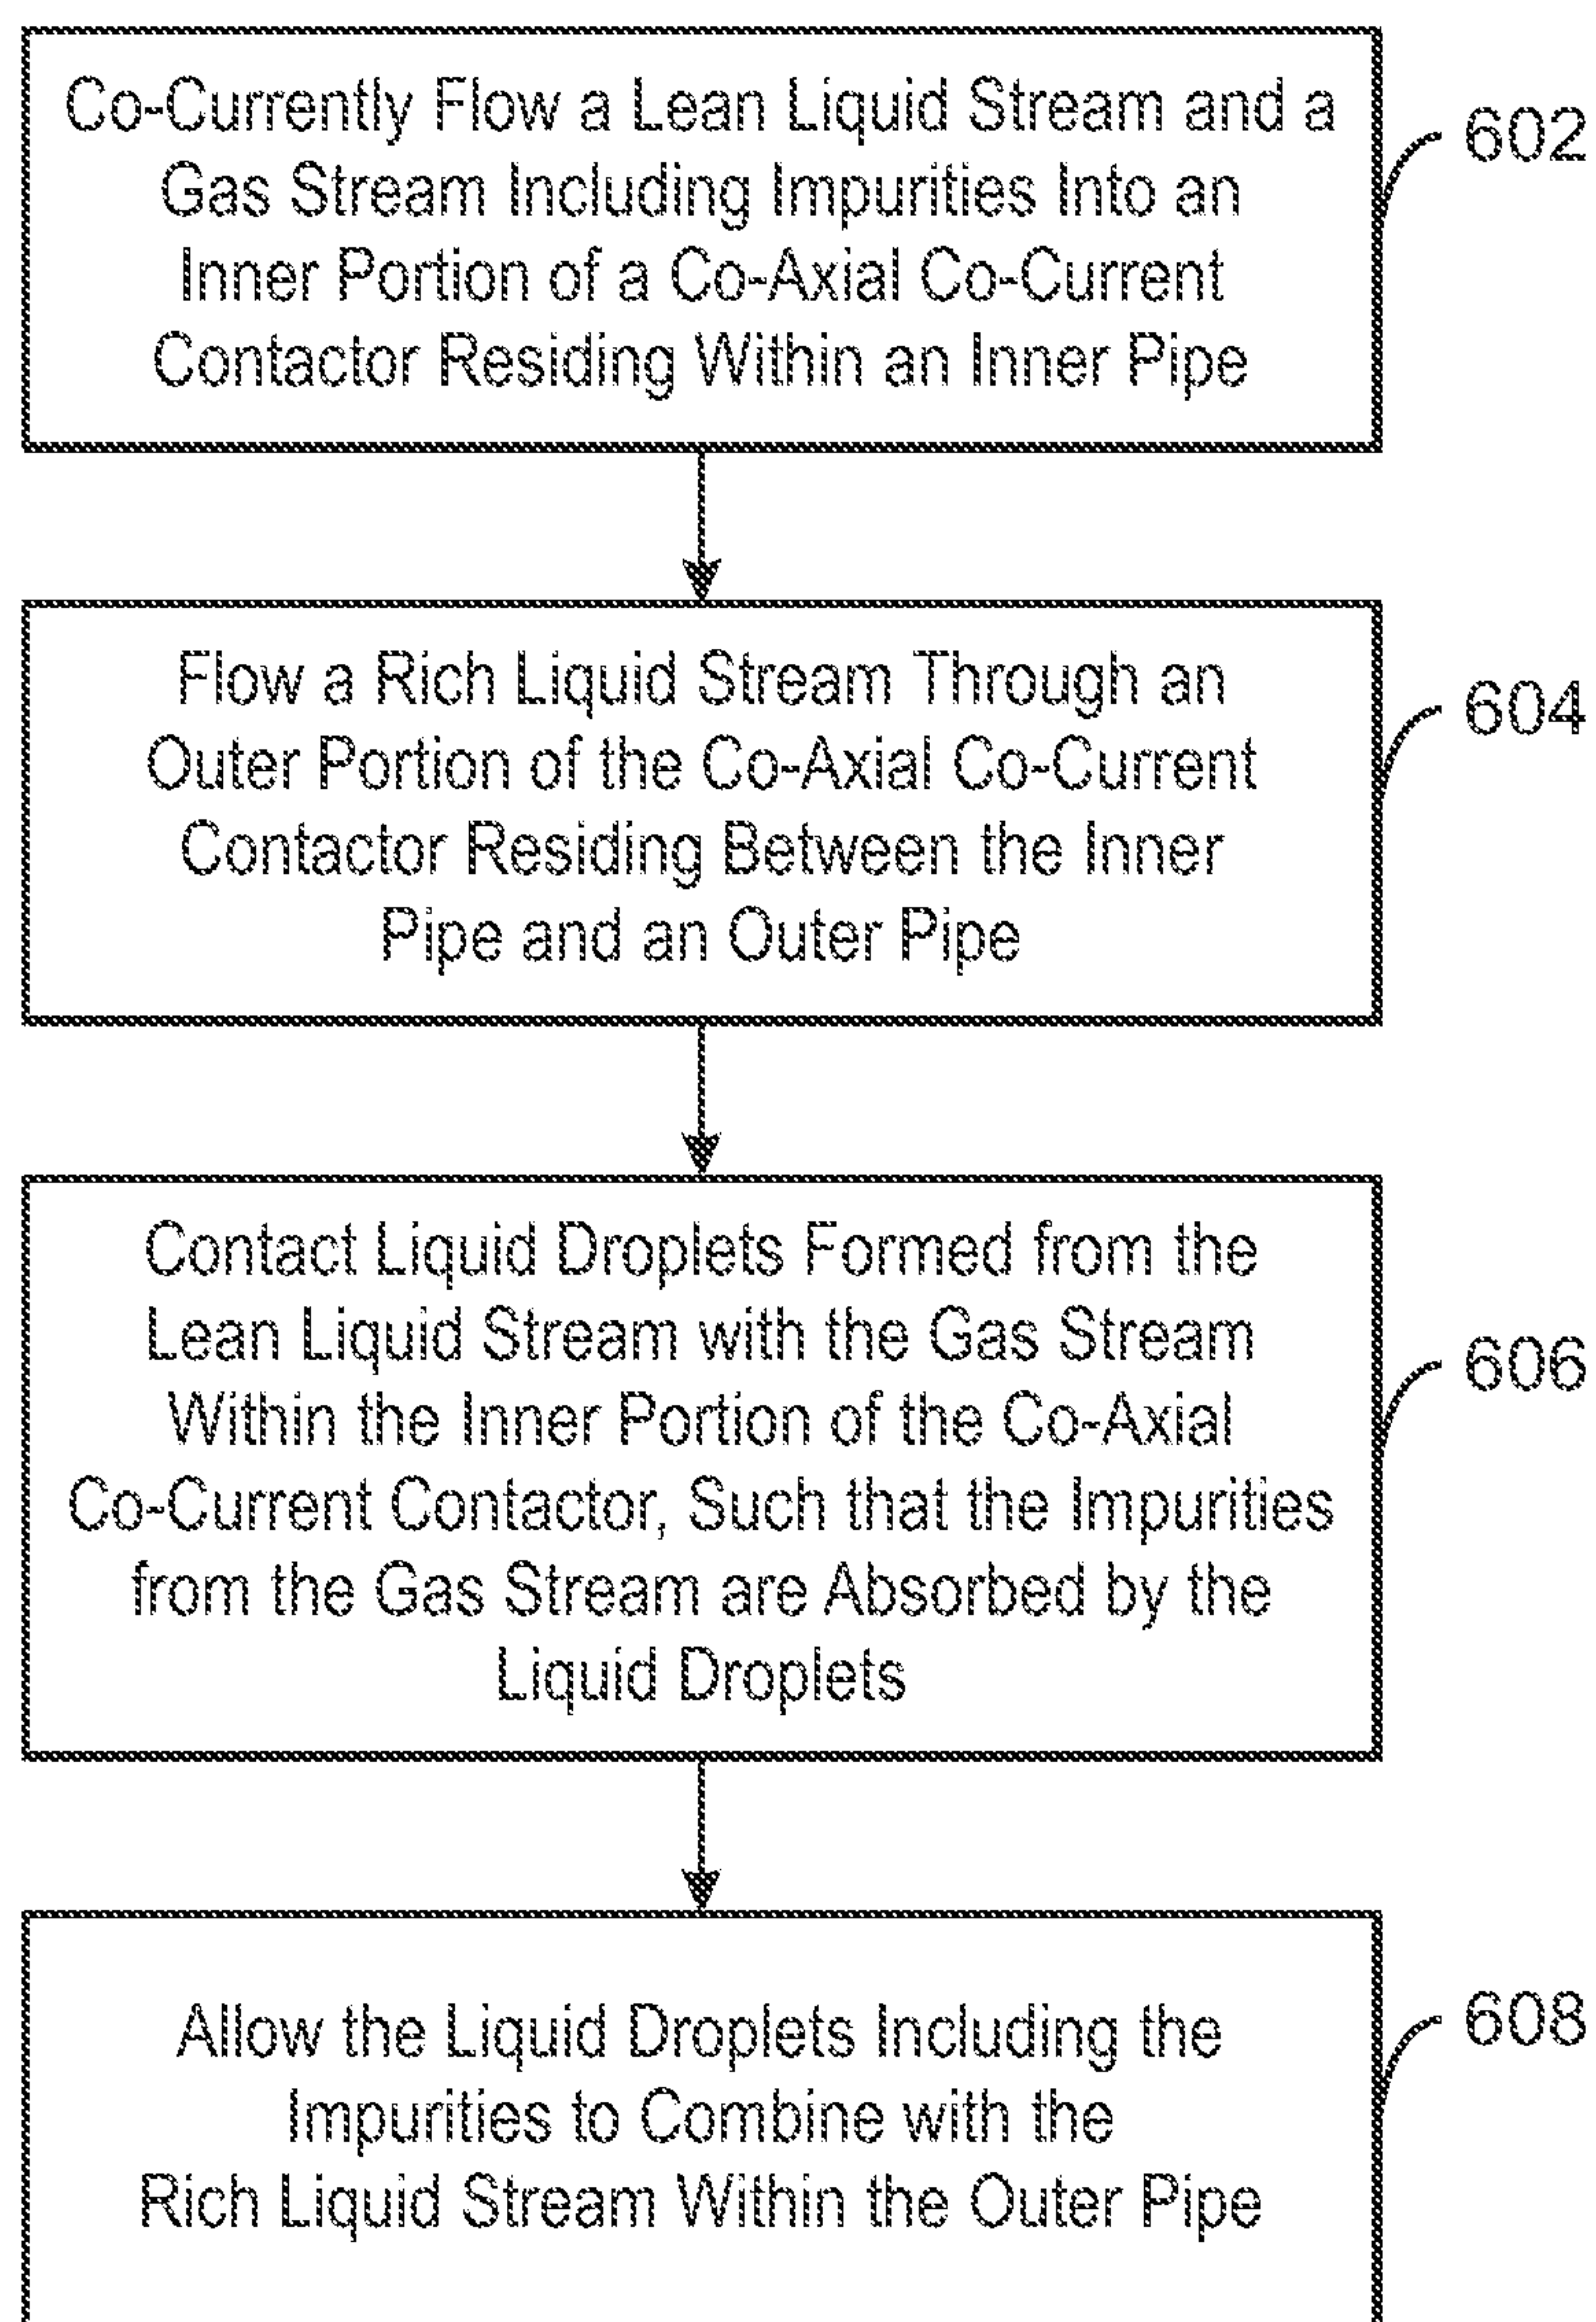 Co-Currently Flow a Lean Liquid Stream and a
Gas Stream Including Impurities Into an
Inner Portion of a Co-Axial Co-Current
Contactor Residing Within an Inner Pipe
602
Flow a Rich Liquid Stream Through an
Outer Portion of the Co-Axial Co-Current
Contactor Residing Between the Inner
Pipe and an Outer Pipe
604
Contact Liquid Droplets Formed from the
Lean Liquid Stream with the Gas Stream
Within the Inner Portion of the Co-Axial
Co-Current Contactor, Such that the Impurities
from the Gas Stream are Absorbed by the
Liquid Droplets
606
Allow the Liquid Droplets Including the
Impurities to Combine with the
Rich Liquid Stream Within the Outer Pipe
608